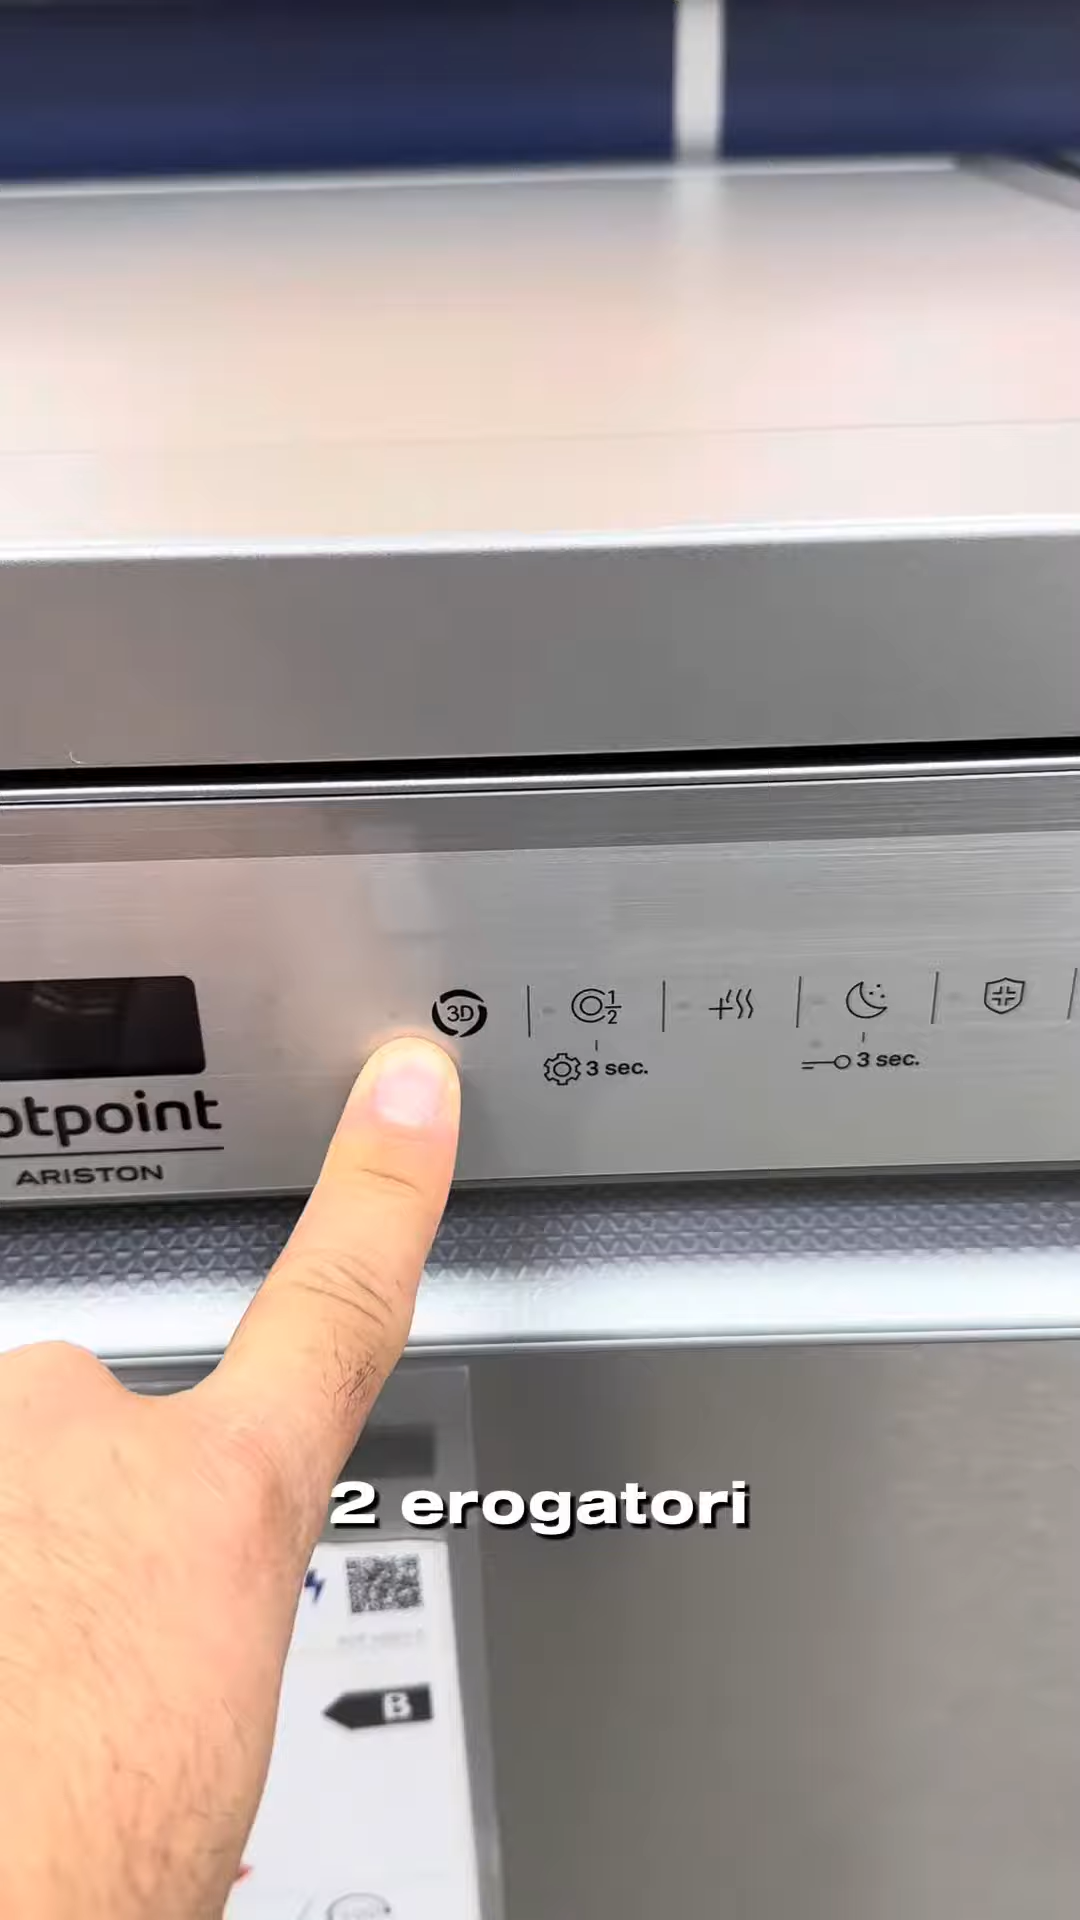 3D
1/2
3 sec.
3 sec.
otpoint
ARISTON
2 erogatori
B